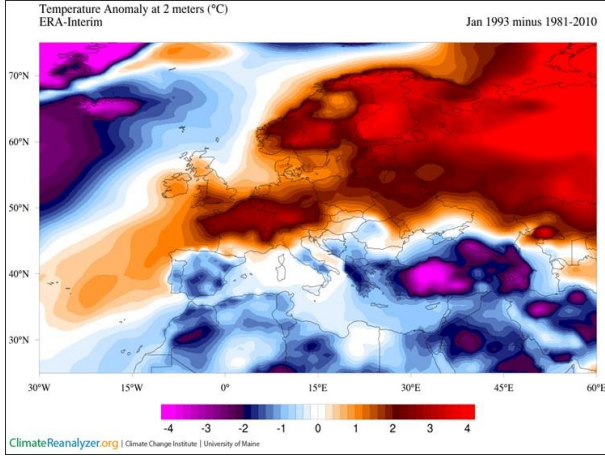 Temperature Anomaly at 2 meters (°C)
ERA-Interim
Jan 1993 minus 1981-2010
70°N
60°N
50°N
40°N
30°N
30°W 15°W 0° 15°E 30°E 45°E 60°E
-4 -3 -2 -1 0 1 2 3 4
ClimateReanalyzer.org | Climate Change Institute | University of Maine